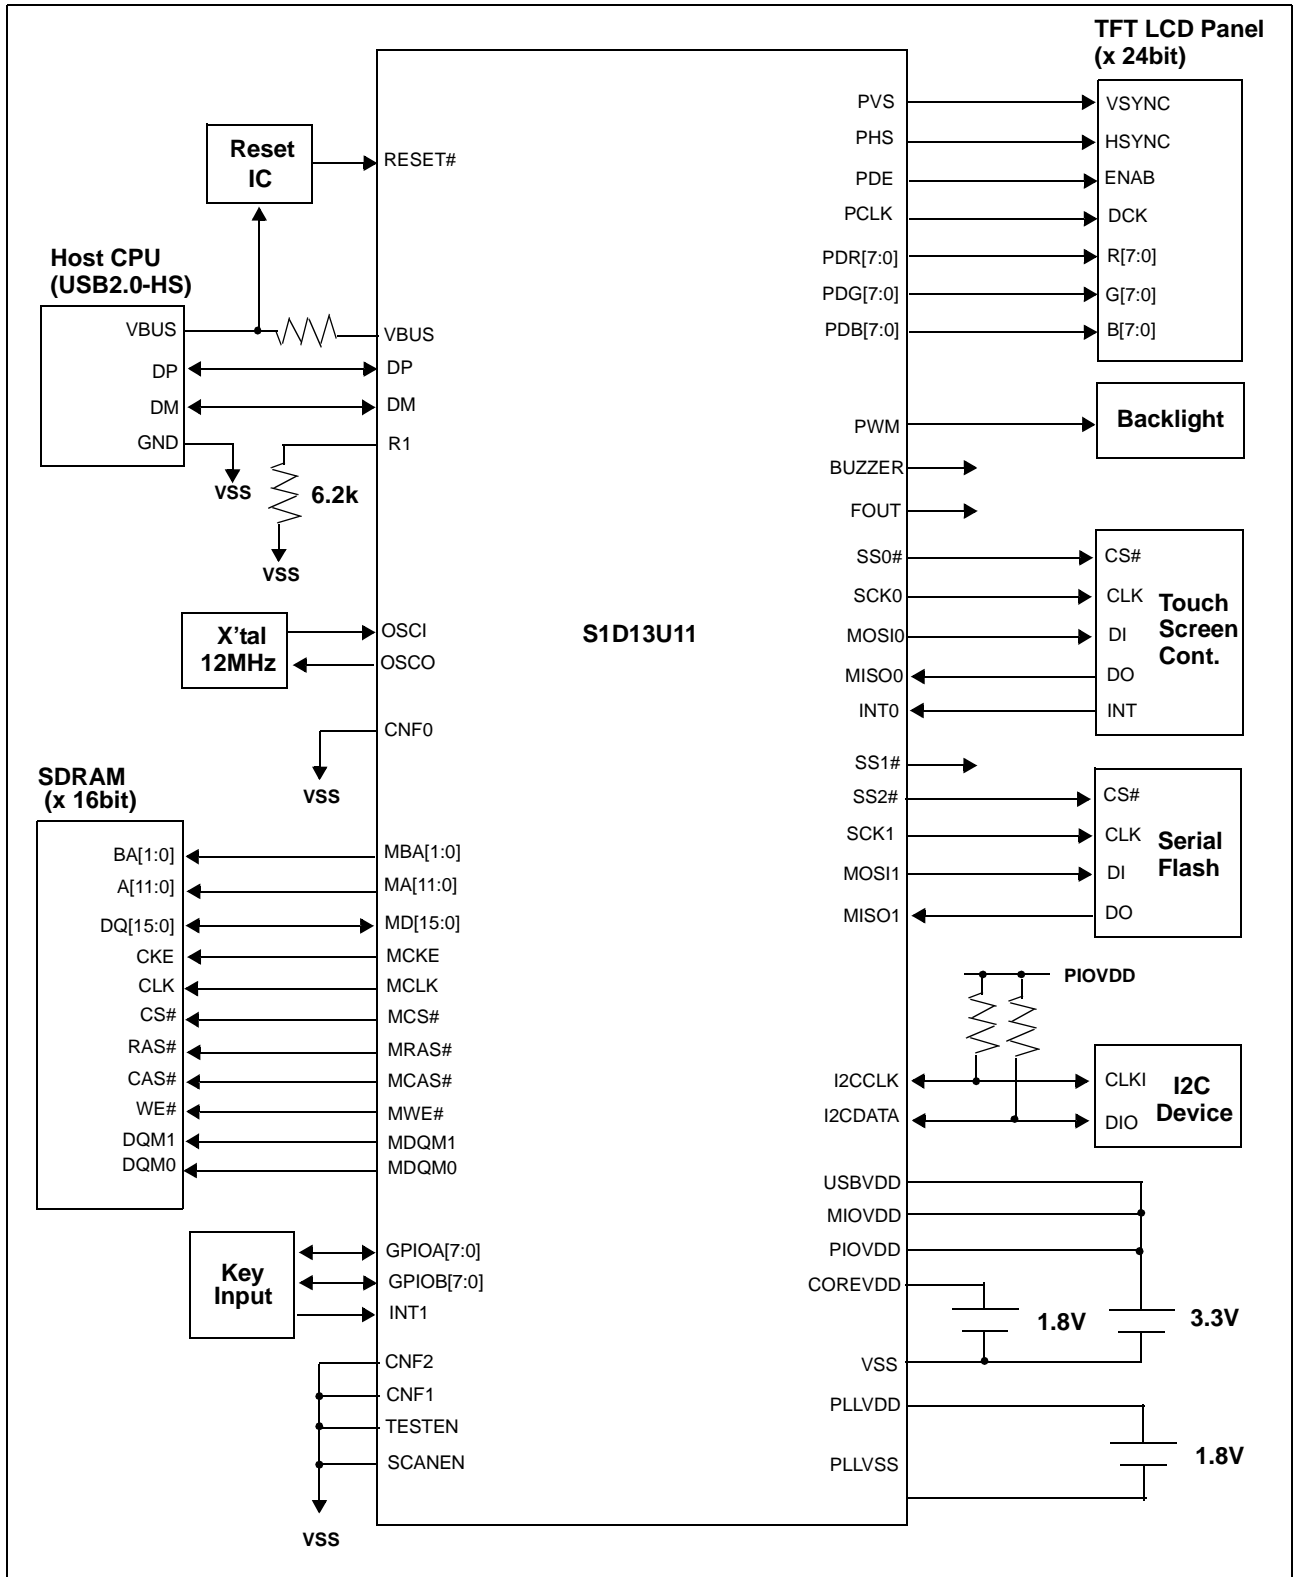 TFT LCD Panel
(x 24bit)
PVS
VSYNC
PHS
HSYNC
PDE
ENAB
PCLK
DCK
PDR[7:0]
R[7:0]
PDG[7:0]
G[7:0]
PDB[7:0]
B[7:0]
Reset
IC
RESET#
Host CPU
(USB2.0-HS)
VBUS
VBUS
DP
DP
DM
DM
GND
R1
VSS
6.2k
VSS
PWM
Backlight
BUZZER
FOUT
SS0#
CS#
SCK0
CLK
MOSI0
DI
MISO0
DO
INT0
INT
Touch
Screen
Cont.
X'tal
12MHz
OSCI
OSCO
S1D13U11
CNF0
VSS
SS1#
SS2#
CS#
SCK1
CLK
MOSI1
DI
MISO1
DO
Serial
Flash
SDRAM
(x 16bit)
BA[1:0]
MBA[1:0]
A[11:0]
MA[11:0]
DQ[15:0]
MD[15:0]
CKE
MCKE
CLK
MCLK
CS#
MCS#
RAS#
MRAS#
CAS#
MCAS#
WE#
MWE#
DQM1
MDQM1
DQM0
MDQM0
PIOVDD
I2CCLK
CLKI
I2CDATA
DIO
I2C
Device
Key
Input
GPIOA[7:0]
GPIOB[7:0]
INT1
USBVDD
MIOVDD
PIOVDD
COREVDD
1.8V
3.3V
VSS
CNF2
CNF1
TESTEN
SCANEN
VSS
PLLVDD
PLLVSS
1.8V